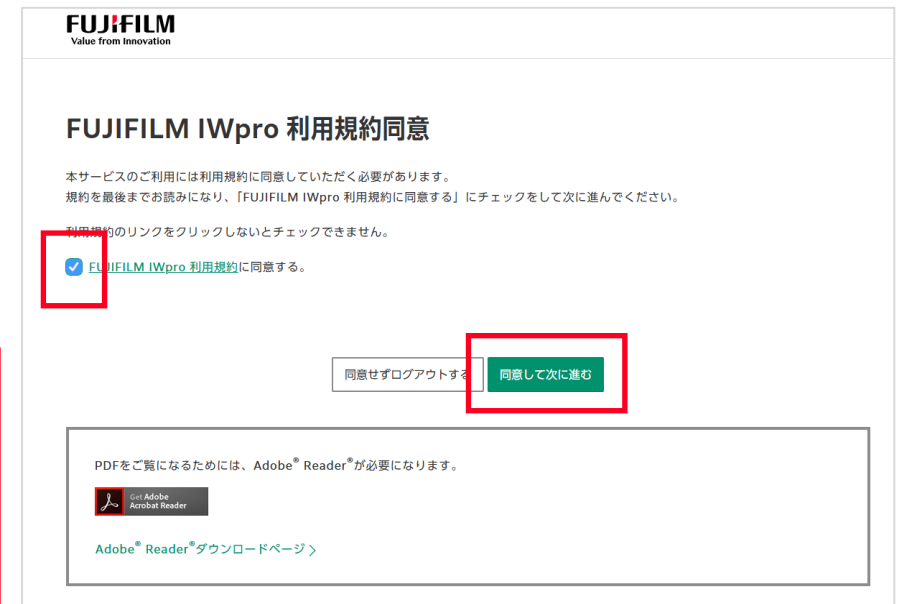 FUJIFILM
Value from Innovation
FUJIFILM IWpro 利用規約同意
本サービスのご利用には利用規約に同意していただく必要があります。
規約を最後までお読みになり、「FUJIFILM IWpro 利用規約に同意する」にチェックをして次に進んでください。
利用規約のリンクをクリックしないとチェックできません。
FUJIFILM IWpro 利用規約に同意する。
同意せずログアウトする
同意して次に進む
PDFをご覧になるためには、Adobe® Reader®が必要になります。
Get Adobe
Acrobat Reader
Adobe® Reader®ダウンロードページ